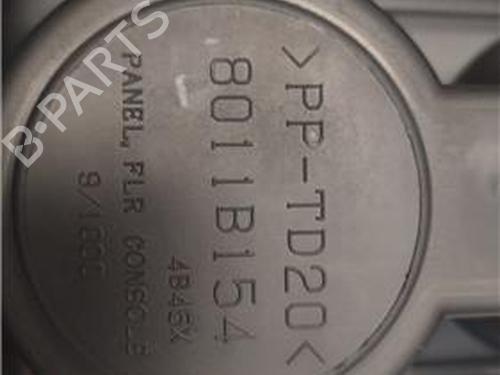 >PP-TD20<
8011B154
4B46X
PANEL, FLR CONSOLE
B-PARTS